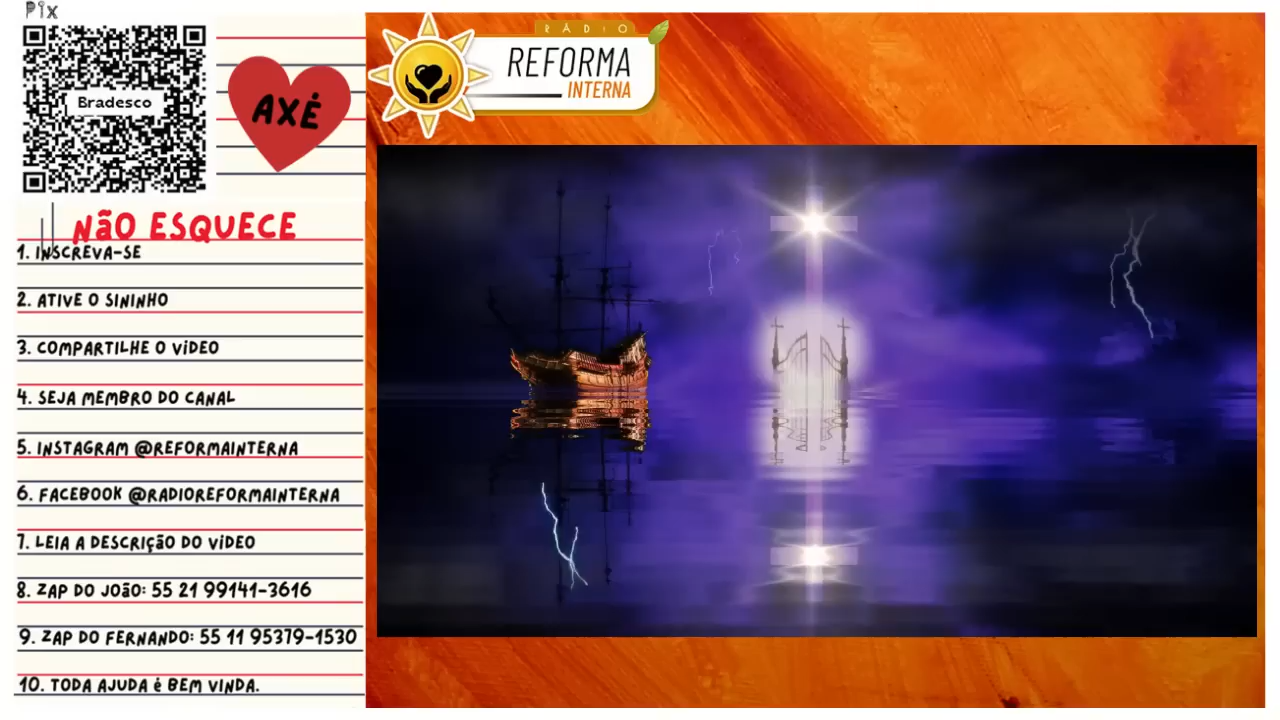 Pix
Bradesco
AXÉ
NÃO ESQUECE
1. INSCREVA-SE
2. ATIVE O SININHO
3. COMPARTILHE O VÍDEO
4. SEJA MEMBRO DO CANAL
5. INSTAGRAM @REFORMAINTERNA
6. FACEBOOK @RADIOREFORMAINTERNA
7. LEIA A DESCRIÇÃO DO VÍDEO
8. ZAP DO JOÃO: 55 21 99141-3616
9. ZAP DO FERNANDO: 55 11 95379-1530
10. TODA AJUDA É BEM VINDA.
RÁDIO
REFORMA
INTERNA